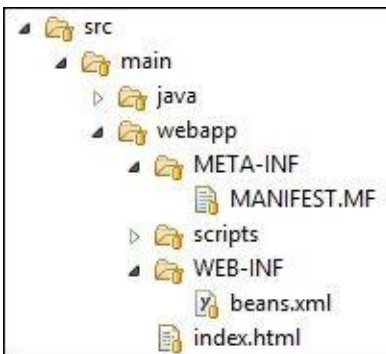 src
main
java
webapp
META-INF
MANIFEST.MF
scripts
WEB-INF
beans.xml
index.html